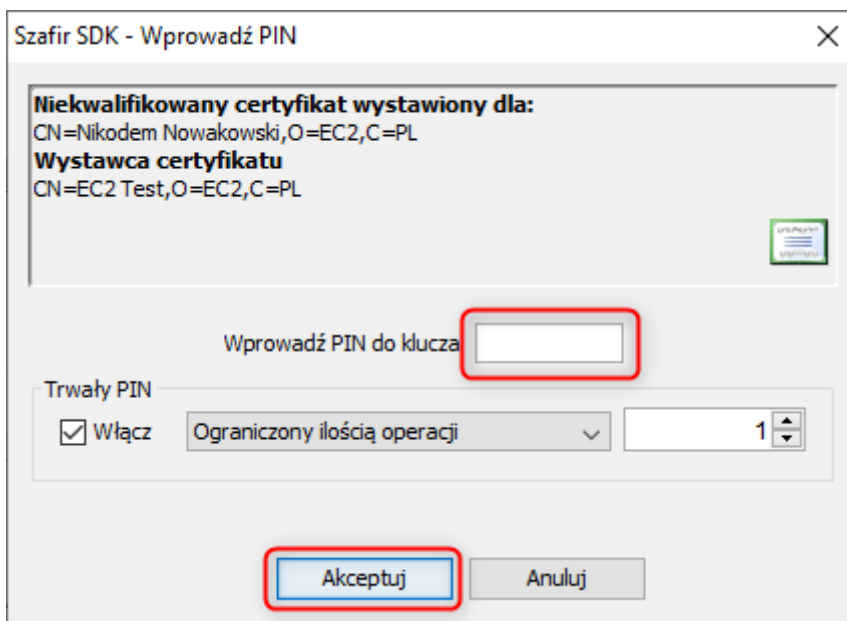 Szafir SDK - Wprowadź PIN
Niekwalifikowany certyfikat wystawiony dla:
CN=Nikodem Nowakowski,O=EC2,C=PL
Wystawca certyfikatu
CN=EC2 Test,O=EC2,C=PL
Wprowadź PIN do klucza
Trwały PIN
Włącz Ograniczony ilością operacji 1
Akceptuj Anuluj